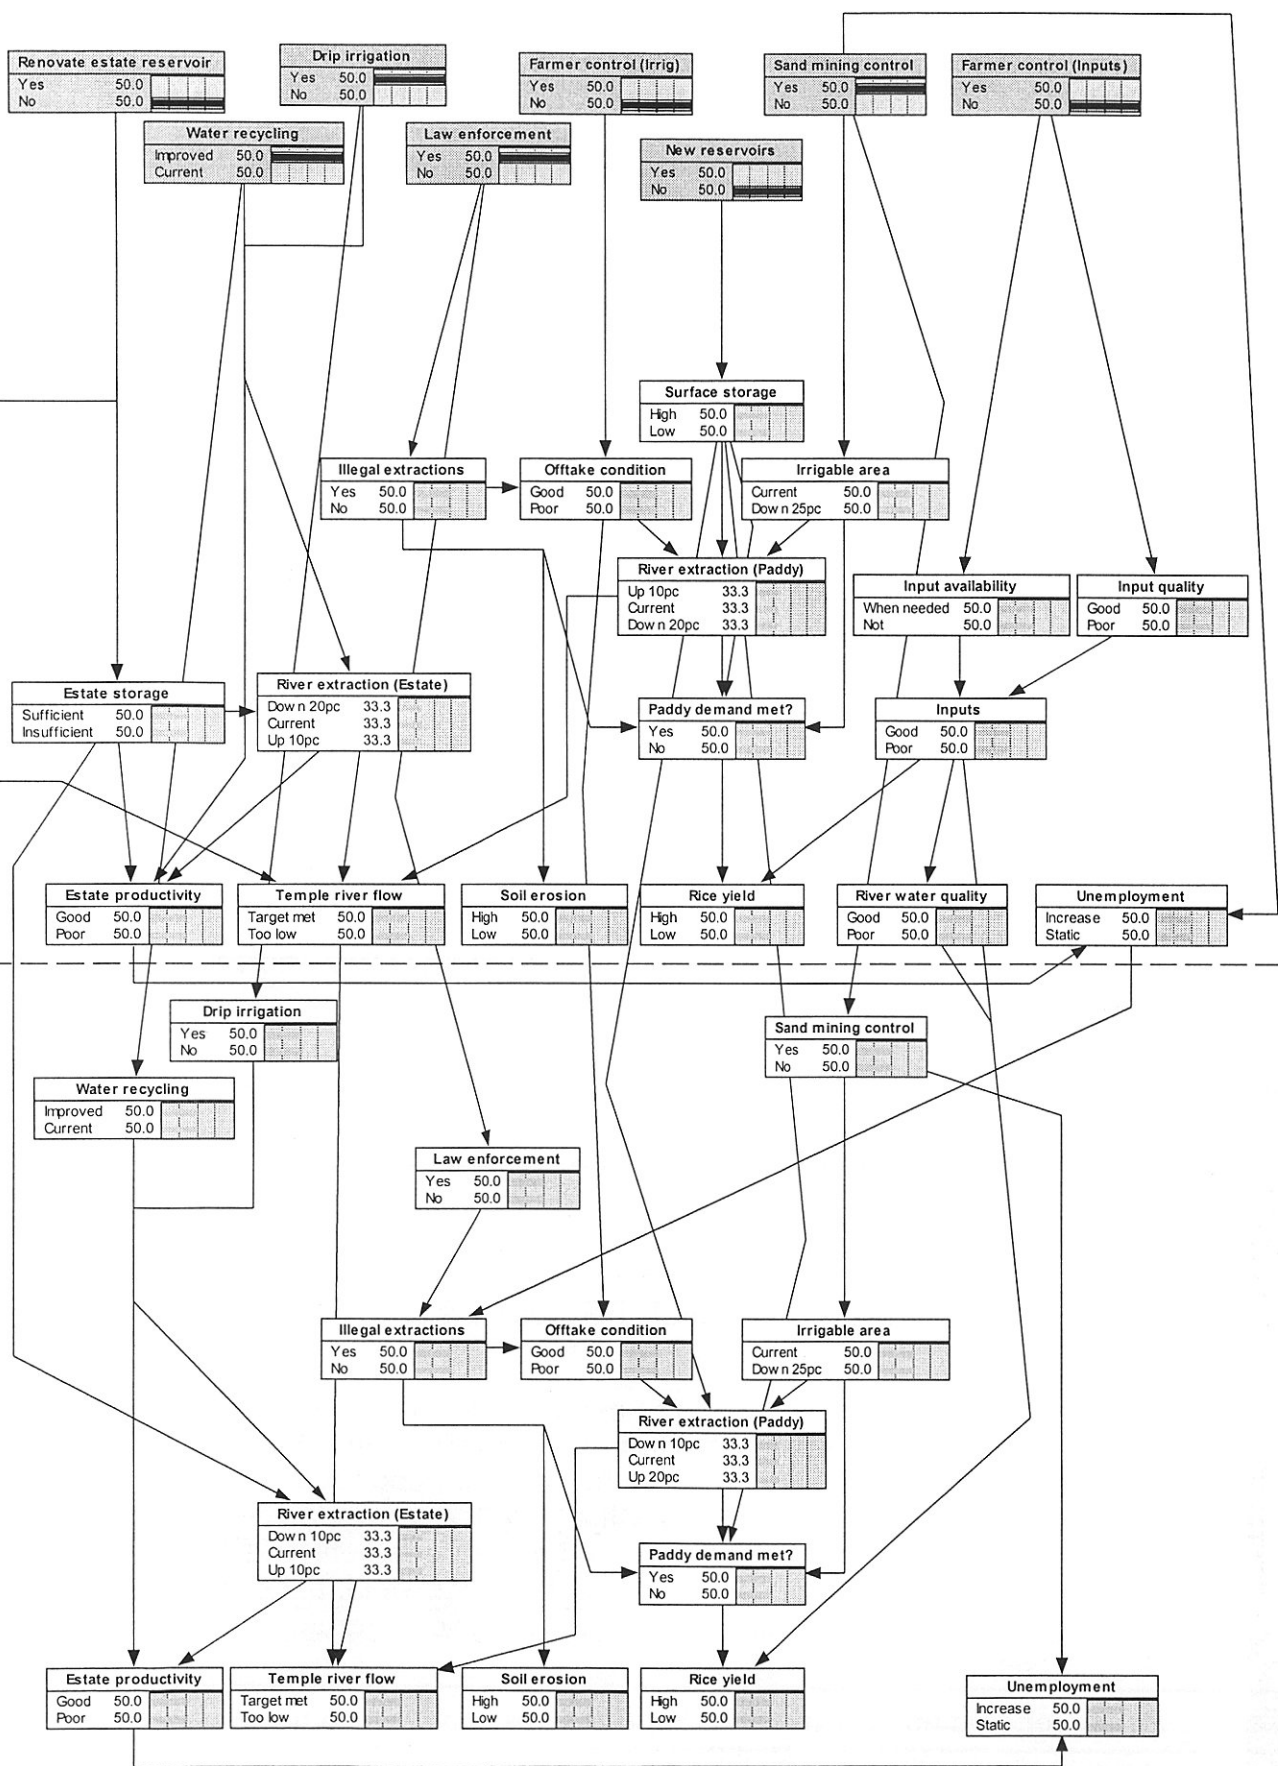 Renovate estate reservoir
Yes 50.0
No 50.0
Drip irrigation
Yes 50.0
No 50.0
Farmer control (Irrig)
Yes 50.0
No 50.0
Sand mining control
Yes 50.0
No 50.0
Farmer control (Inputs)
Yes 50.0
No 50.0
Water recycling
Improved 50.0
Current 50.0
Law enforcement
Yes 50.0
No 50.0
New reservoirs
Yes 50.0
No 50.0
Surface storage
High 50.0
Low 50.0
Illegal extractions
Yes 50.0
No 50.0
Offtake condition
Good 50.0
Poor 50.0
Irrigable area
Current 50.0
Down 25pc 50.0
River extraction (Paddy)
Up 10pc 33.3
Current 33.3
Down 20pc 33.3
Input availability
When needed 50.0
Not 50.0
Input quality
Good 50.0
Poor 50.0
Estate storage
Sufficient 50.0
Insufficient 50.0
River extraction (Estate)
Down 20pc 33.3
Current 33.3
Up 10pc 33.3
Paddy demand met?
Yes 50.0
No 50.0
Inputs
Good 50.0
Poor 50.0
Estate productivity
Good 50.0
Poor 50.0
Temple river flow
Target met 50.0
Too low 50.0
Soil erosion
High 50.0
Low 50.0
Rice yield
High 50.0
Low 50.0
River water quality
Good 50.0
Poor 50.0
Unemployment
Increase 50.0
Static 50.0
Drip irrigation
Yes 50.0
No 50.0
Sand mining control
Yes 50.0
No 50.0
Water recycling
Improved 50.0
Current 50.0
Law enforcement
Yes 50.0
No 50.0
Illegal extractions
Yes 50.0
No 50.0
Offtake condition
Good 50.0
Poor 50.0
Irrigable area
Current 50.0
Down 25pc 50.0
River extraction (Paddy)
Down 10pc 33.3
Current 33.3
Up 20pc 33.3
River extraction (Estate)
Down 10pc 33.3
Current 33.3
Up 10pc 33.3
Paddy demand met?
Yes 50.0
No 50.0
Estate productivity
Good 50.0
Poor 50.0
Temple river flow
Target met 50.0
Too low 50.0
Soil erosion
High 50.0
Low 50.0
Rice yield
High 50.0
Low 50.0
Unemployment
Increase 50.0
Static 50.0